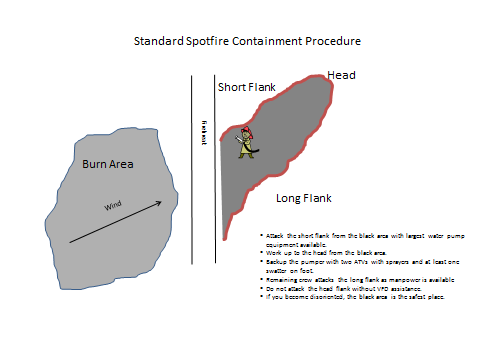 Standard Spotfire Containment Procedure
Head
Short Flank
Firebreak
Burn Area
Wind
Long Flank
• Attack the short flank from the black area with largest water pump
equipment available.
• Work up to the head from the black area.
• Backup the pumper with two ATVs with sprayers and at least one
swatter on foot.
• Remaining crew attacks the long flank as manpower is available
• Do not attack the head flank without VFD assistance.
• If you become disoriented, the black area is the safest place.